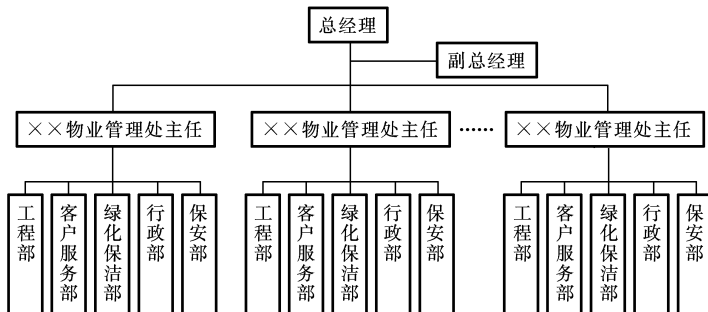 总经理
副总经理
××物业管理处主任
××物业管理处主任
……
××物业管理处主任
工程部
客户服务部
绿化保洁部
行政部
保安部
工程部
客户服务部
绿化保洁部
行政部
保安部
工程部
客户服务部
绿化保洁部
行政部
保安部